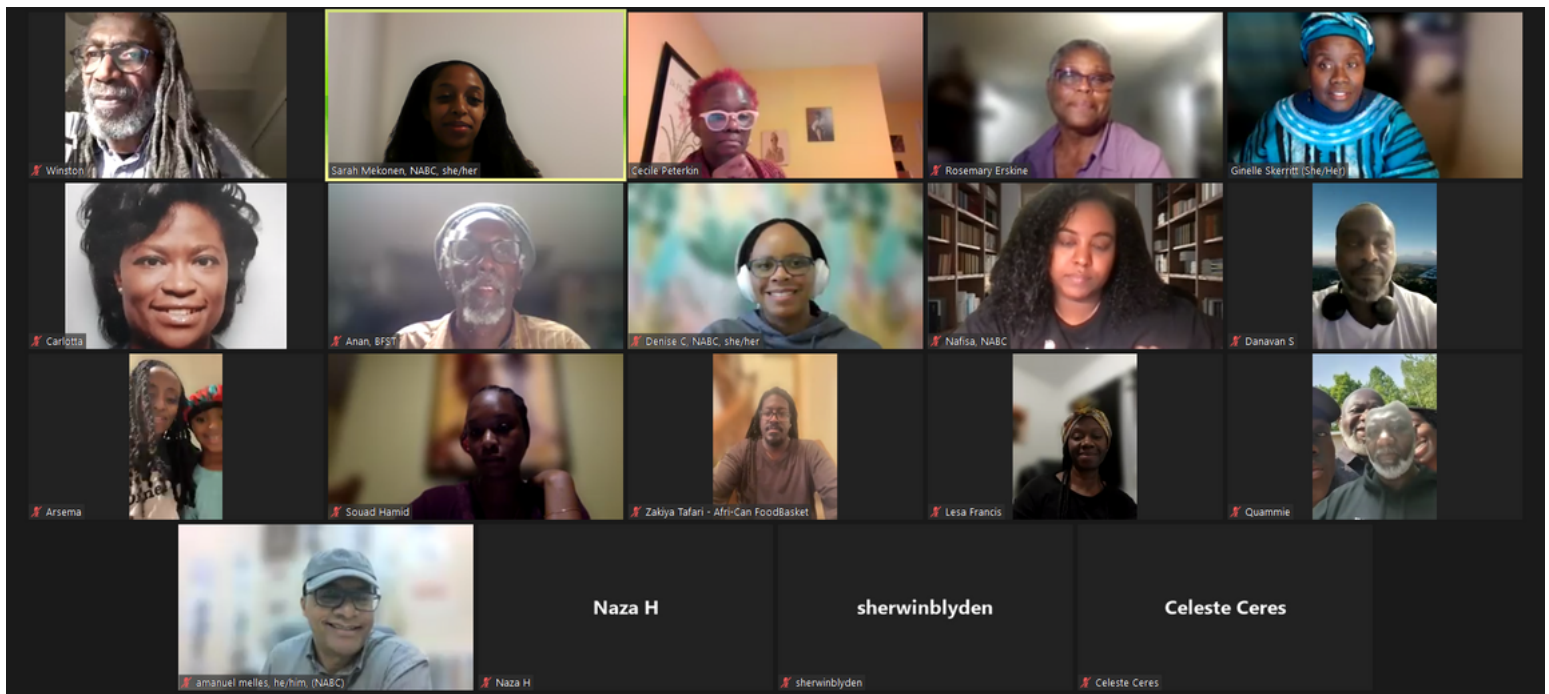 Winston
Sarah Mekonen, NABC, she/her
Cecile Peterkin
Rosemary Erskine
Ginelle Skerritt (She/Her)
Carlotta
Anan, BFST
Denise C, NABC, she/her
Nafisa, NABC
Danavan S
Arsema
Souad Hamid
Zakiya Tafari - Afri-Can FoodBasket
Lesa Francis
Quammie
Naza H
sherwinblyden
Celeste Ceres
amanuel melles, he/him, (NABC)
Naza H
sherwinblyden
Celeste Ceres